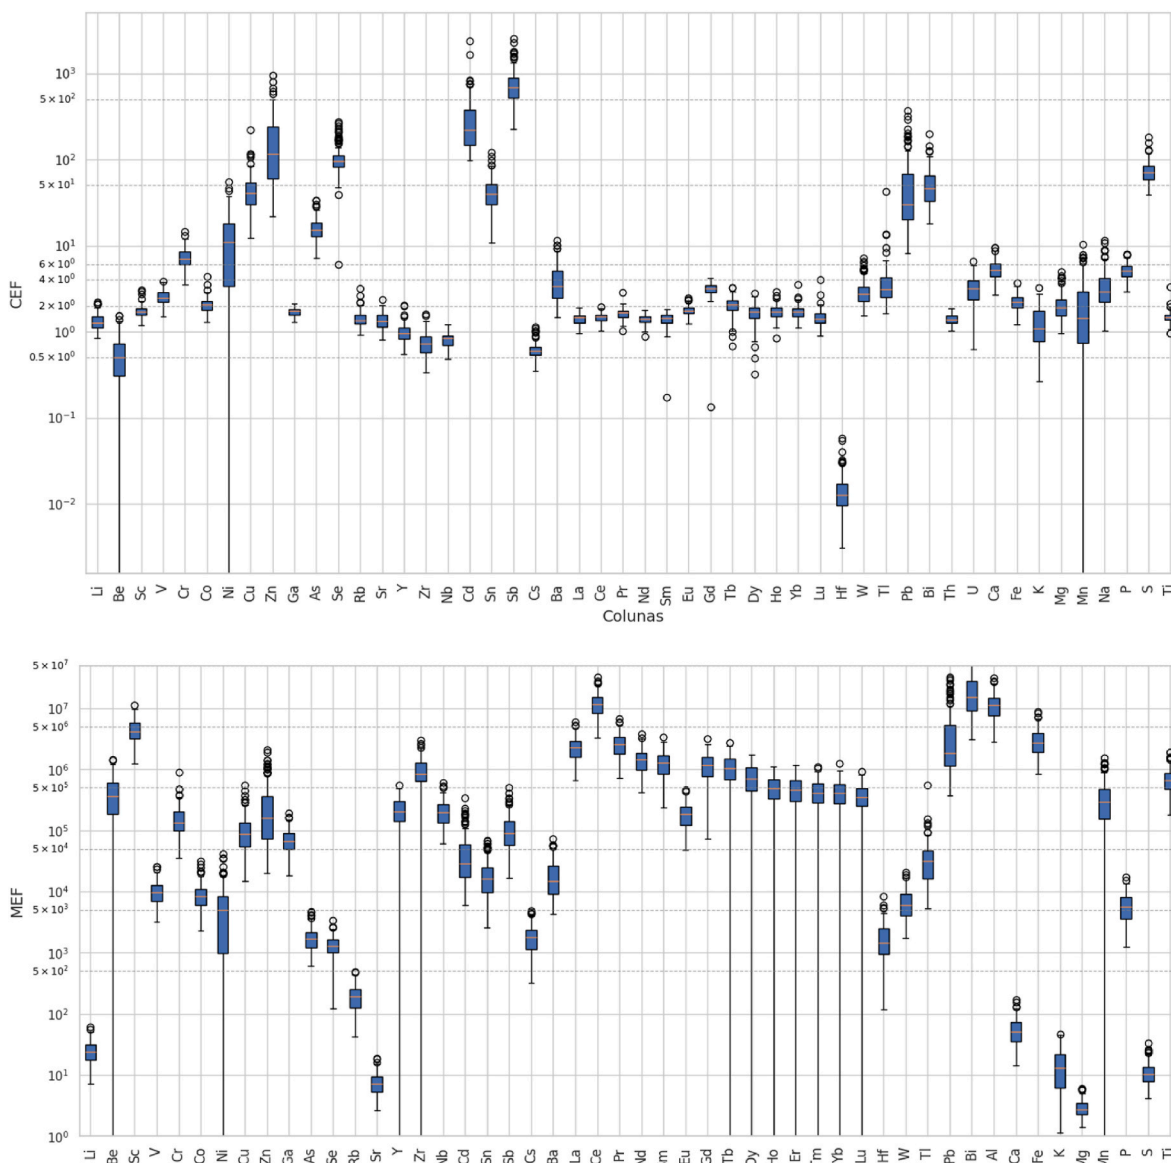 10³
5 × 10²
10²
5 × 10¹
10¹
6 × 10⁰
4 × 10⁰
2 × 10⁰
10⁰
0.5 × 10⁰
10⁻¹
10⁻²
CEF
Li Be Sc V Cr Co Ni Cu Zn Ga As Se Rb Sr Y Zr Nb Cd Sn Sb Cs Ba La Ce Pr Nd Sm Eu Gd Tb Dy Ho Yb Lu Hf W Tl Pb Bi Th U Ca Fe K Mg Mn Na P S Ti
Colunas
5 × 10⁷
10⁷
5 × 10⁶
10⁶
5 × 10⁵
10⁵
5 × 10⁴
10⁴
5 × 10³
10³
5 × 10²
10²
10¹
10⁰
MEF
Li Be Sc V Cr Co Ni Cu Zn Ga As Se Rb Sr Y Zr Nb Cd Sn Sb Cs Ba La Ce Pr Nd Sm Eu Gd Tb Dy Ho Er Tm Yb Lu Hf W Tl Pb Bi Al Ca Fe K Mg Mn P S Ti